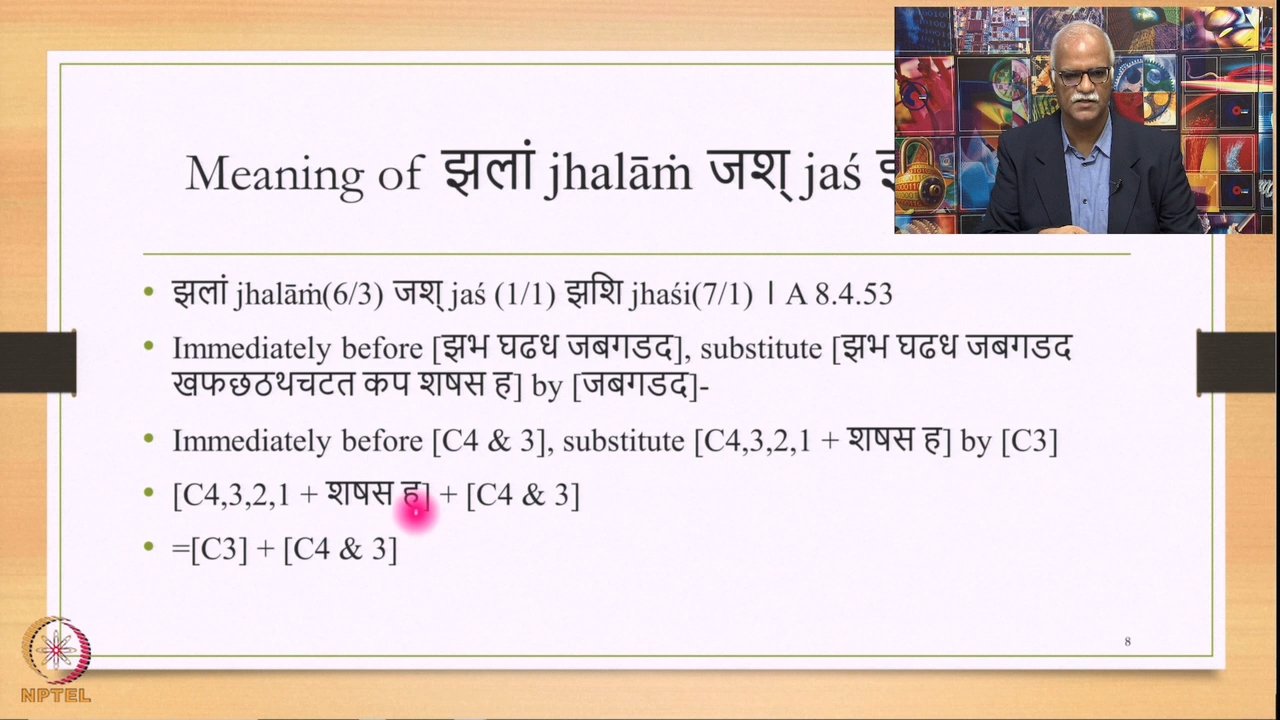 Meaning of झलां jhalāṁ जश् jaś
• झलां jhalāṁ(6/3) जश् jaś (1/1) झशि jhaśi(7/1) । A 8.4.53
• Immediately before [झभ घढध जबगडद], substitute [झभ घढध जबगडद
खफछठथचटत कप शषस ह] by [जबगडद]-
• Immediately before [C4 & 3], substitute [C4,3,2,1 + शषस ह] by [C3]
• [C4,3,2,1 + शषस ह] + [C4 & 3]
• =[C3] + [C4 & 3]
8
NPTEL